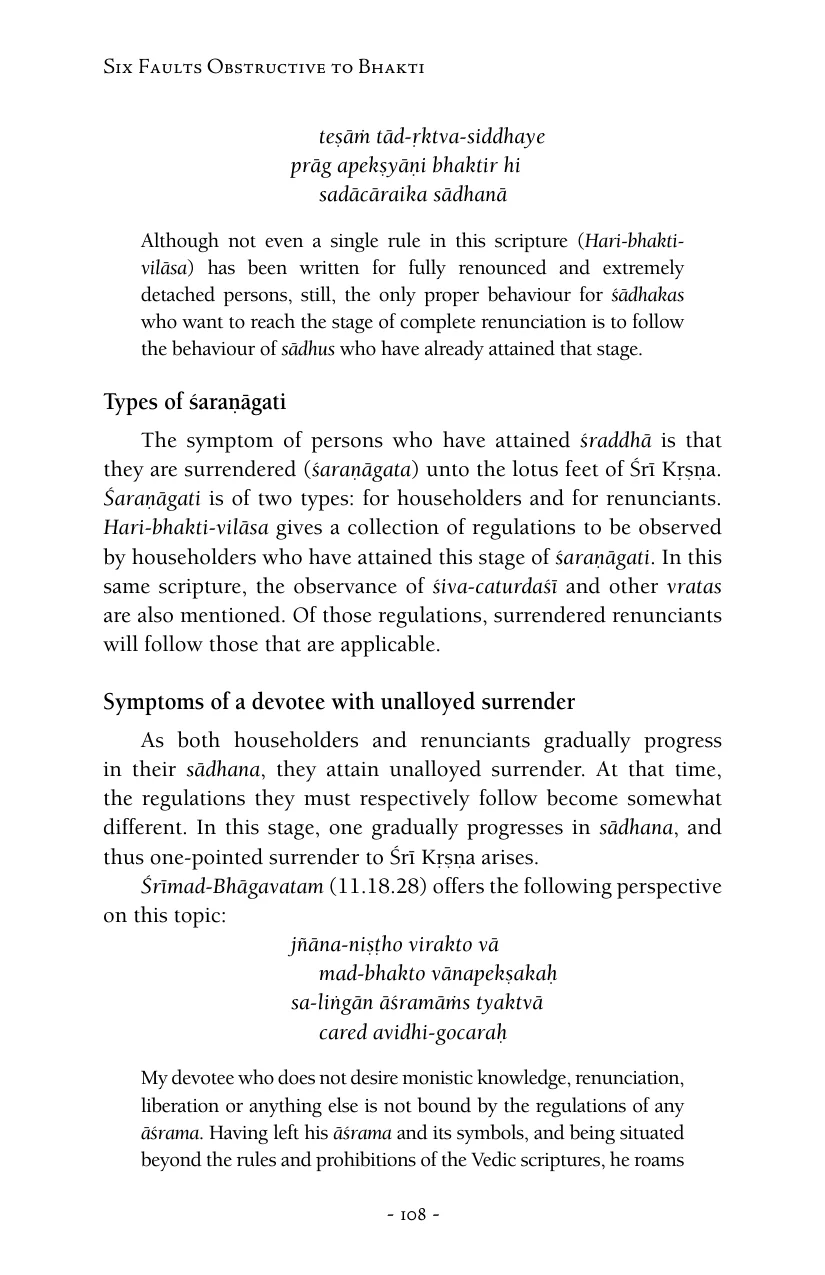 Six Faults Obstructive to Bhakti
teṣāṁ tād-ṛktva-siddhaye
prāg apekṣyāṇi bhaktir hi
sadācāraika sādhanā
Although not even a single rule in this scripture (Hari-bhakti-
vilāsa) has been written for fully renounced and extremely
detached persons, still, the only proper behaviour for śādhakas
who want to reach the stage of complete renunciation is to follow
the behaviour of sādhus who have already attained that stage.
Types of śaraṇāgati
The symptom of persons who have attained śraddhā is that
they are surrendered (śaraṇāgata) unto the lotus feet of Śrī Kṛṣṇa.
Śaraṇāgati is of two types: for householders and for renunciants.
Hari-bhakti-vilāsa gives a collection of regulations to be observed
by householders who have attained this stage of śaraṇāgati. In this
same scripture, the observance of śiva-caturdaśī and other vratas
are also mentioned. Of those regulations, surrendered renunciants
will follow those that are applicable.
Symptoms of a devotee with unalloyed surrender
As both householders and renunciants gradually progress
in their sādhana, they attain unalloyed surrender. At that time,
the regulations they must respectively follow become somewhat
different. In this stage, one gradually progresses in sādhana, and
thus one-pointed surrender to Śrī Kṛṣṇa arises.
Śrīmad-Bhāgavatam (11.18.28) offers the following perspective
on this topic:
jñāna-niṣṭho virakto vā
mad-bhakto vānapekṣakaḥ
sa-liṅgān āśramāṁs tyaktvā
cared avidhi-gocaraḥ
My devotee who does not desire monistic knowledge, renunciation,
liberation or anything else is not bound by the regulations of any
āśrama. Having left his āśrama and its symbols, and being situated
beyond the rules and prohibitions of the Vedic scriptures, he roams
- 108 -